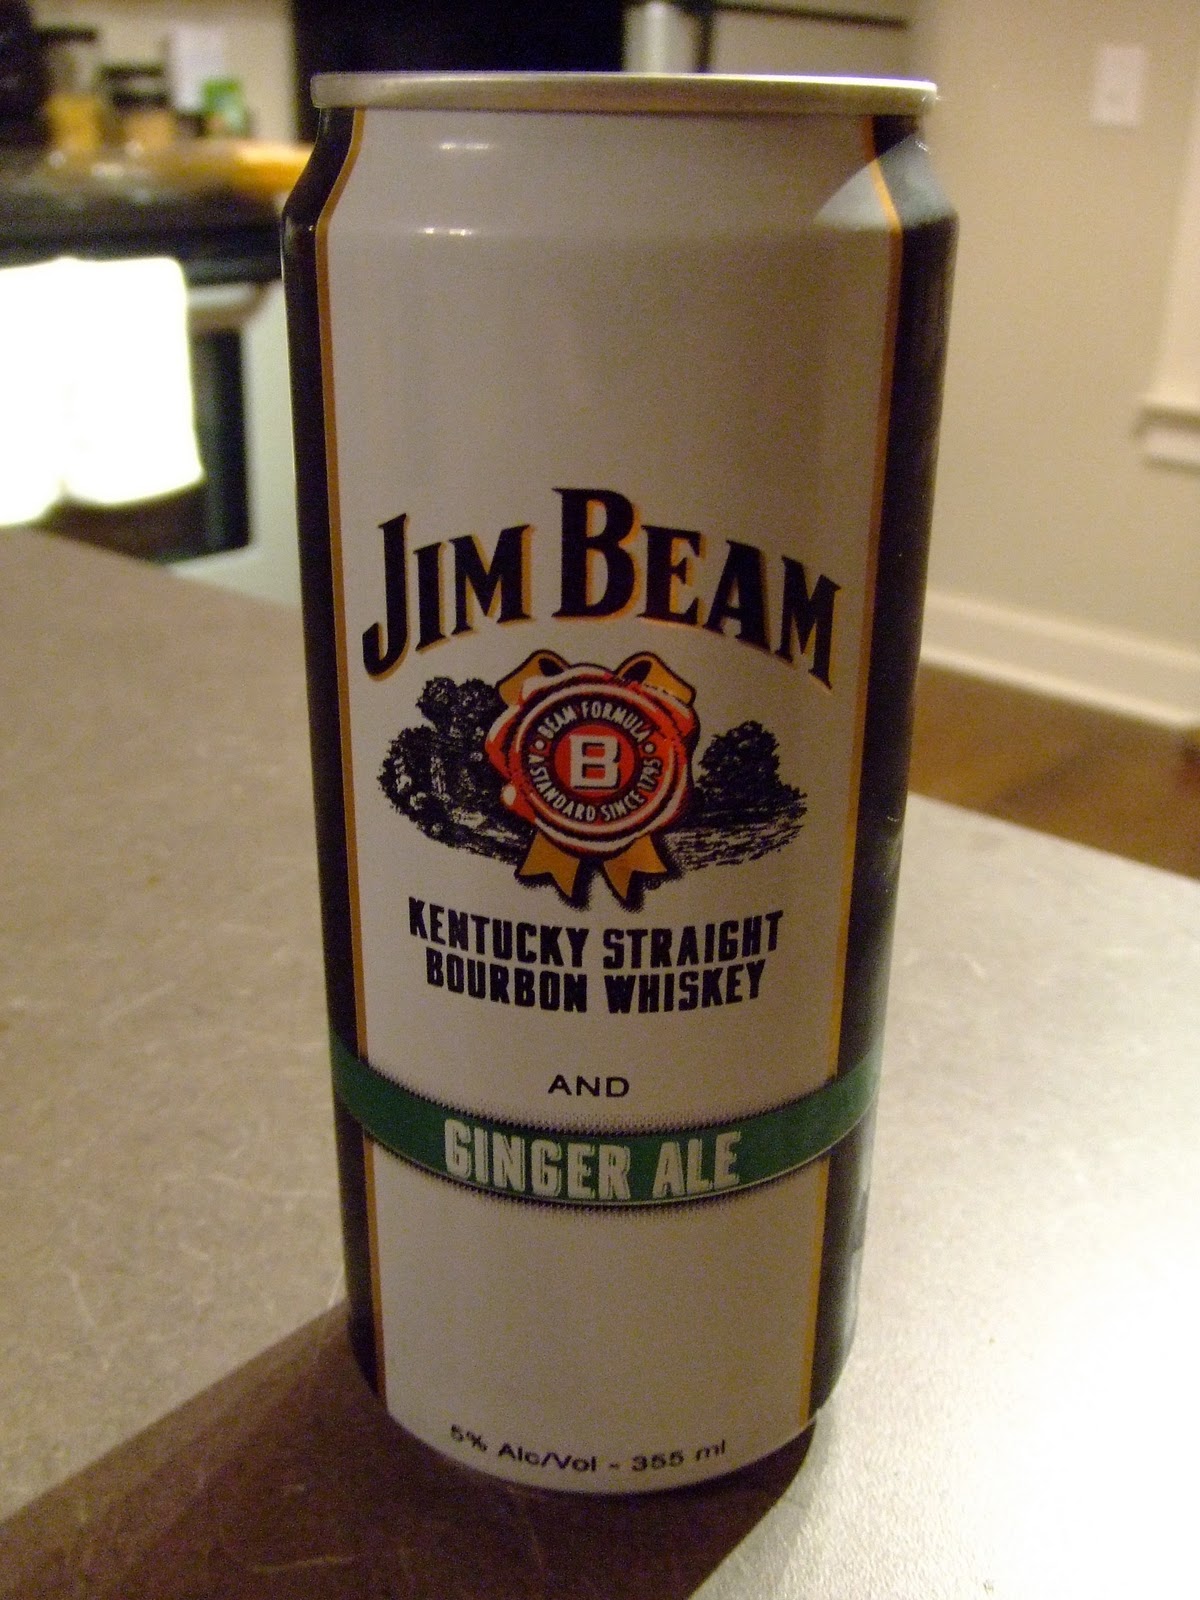 JIM BEAM
BEAM FORMULA
B
A STANDARD SINCE 1795
KENTUCKY STRAIGHT
BOURBON WHISKEY
AND
GINGER ALE
5% Alc/Vol - 355 ml